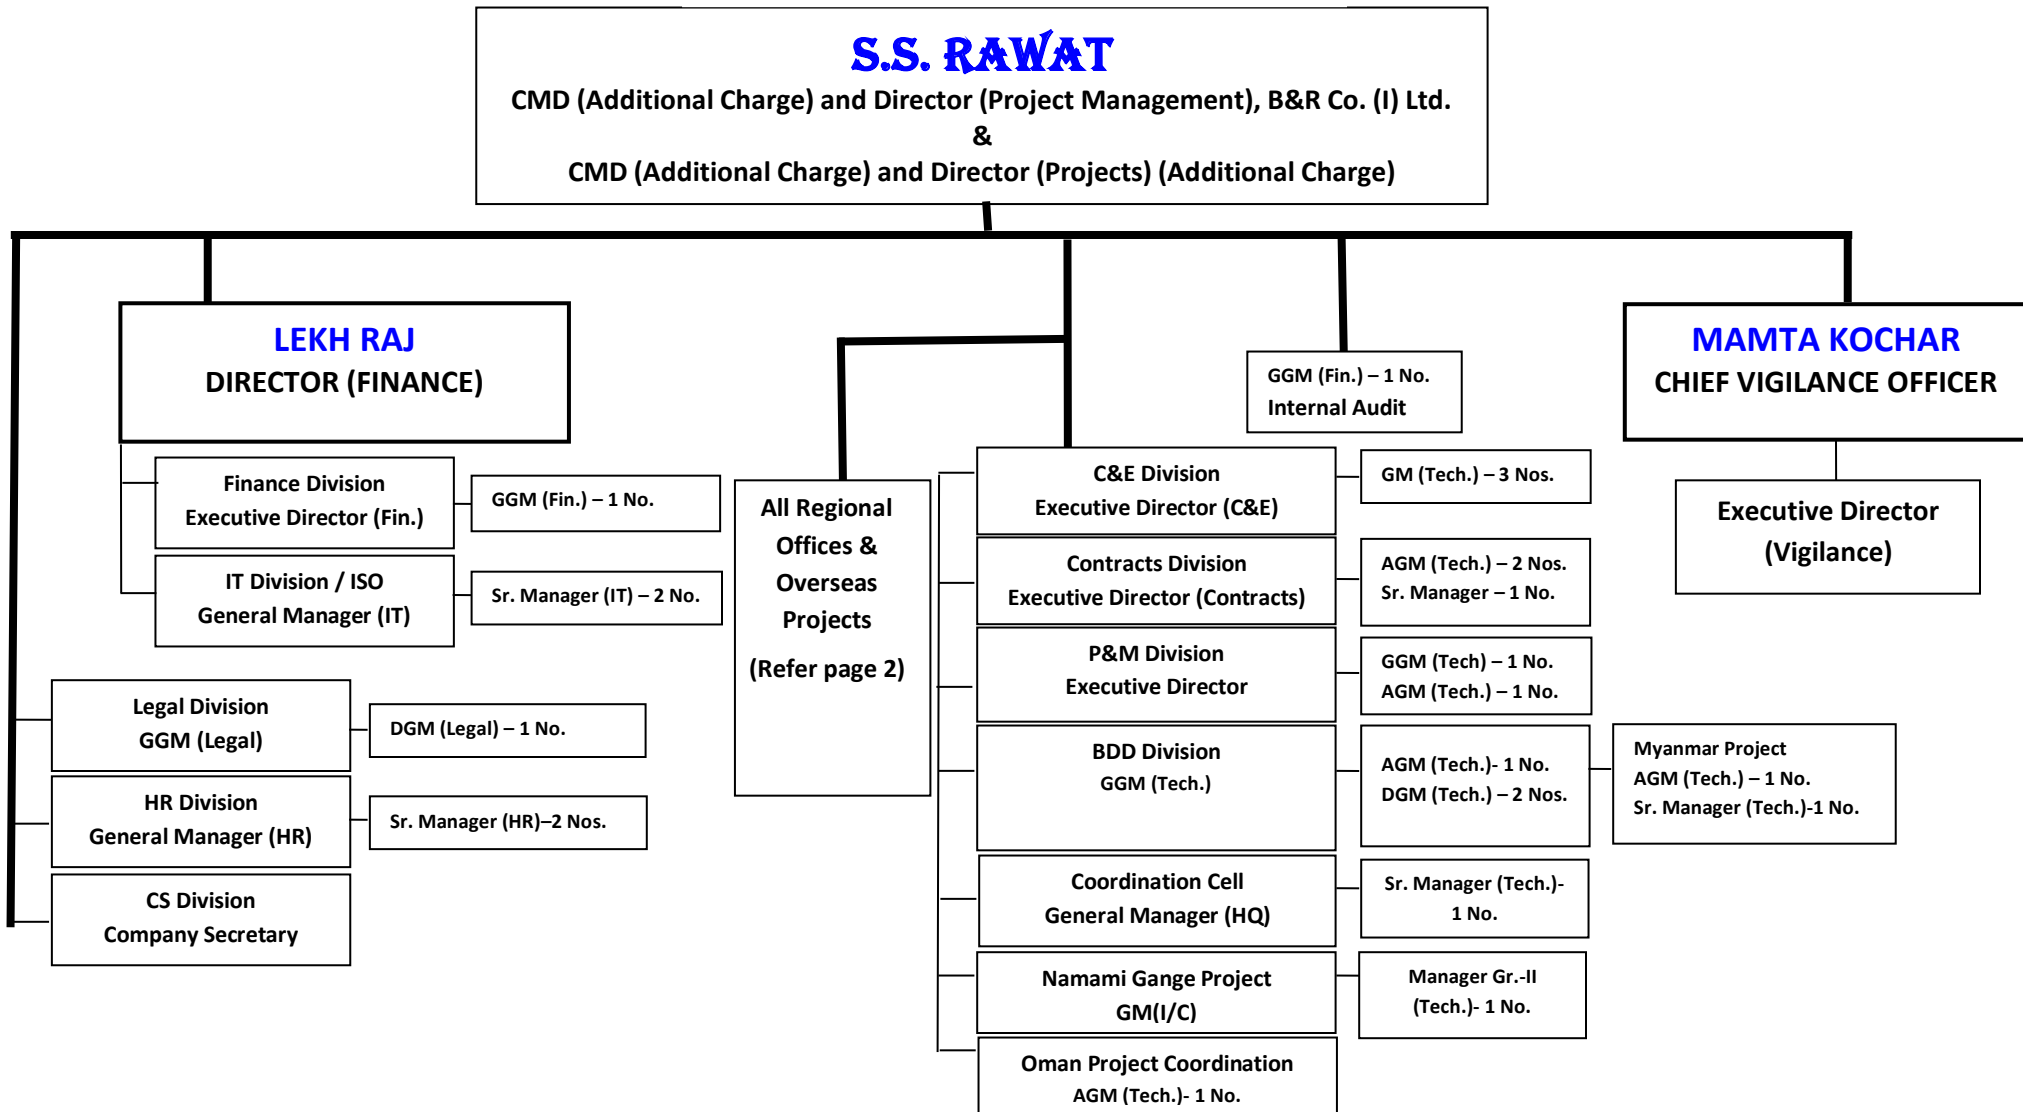 S.S. RAWAT
CMD (Additional Charge) and Director (Project Management), B&R Co. (I) Ltd.
&
CMD (Additional Charge) and Director (Projects) (Additional Charge)
LEKH RAJ
DIRECTOR (FINANCE)
GGM (Fin.) – 1 No.
Internal Audit
MAMTA KOCHAR
CHIEF VIGILANCE OFFICER
Executive Director
(Vigilance)
Finance Division
Executive Director (Fin.)
GGM (Fin.) – 1 No.
IT Division / ISO
General Manager (IT)
Sr. Manager (IT) – 2 No.
Legal Division
GGM (Legal)
DGM (Legal) – 1 No.
HR Division
General Manager (HR)
Sr. Manager (HR)–2 Nos.
CS Division
Company Secretary
All Regional
Offices &
Overseas
Projects
(Refer page 2)
C&E Division
Executive Director (C&E)
GM (Tech.) – 3 Nos.
Contracts Division
Executive Director (Contracts)
AGM (Tech.) – 2 Nos.
Sr. Manager – 1 No.
P&M Division
Executive Director
GGM (Tech) – 1 No.
AGM (Tech.) – 1 No.
BDD Division
GGM (Tech.)
AGM (Tech.)- 1 No.
DGM (Tech.) – 2 Nos.
Myanmar Project
AGM (Tech.) – 1 No.
Sr. Manager (Tech.)-1 No.
Coordination Cell
General Manager (HQ)
Sr. Manager (Tech.)-
1 No.
Namami Gange Project
GM(I/C)
Manager Gr.-II
(Tech.)- 1 No.
Oman Project Coordination
AGM (Tech.)- 1 No.